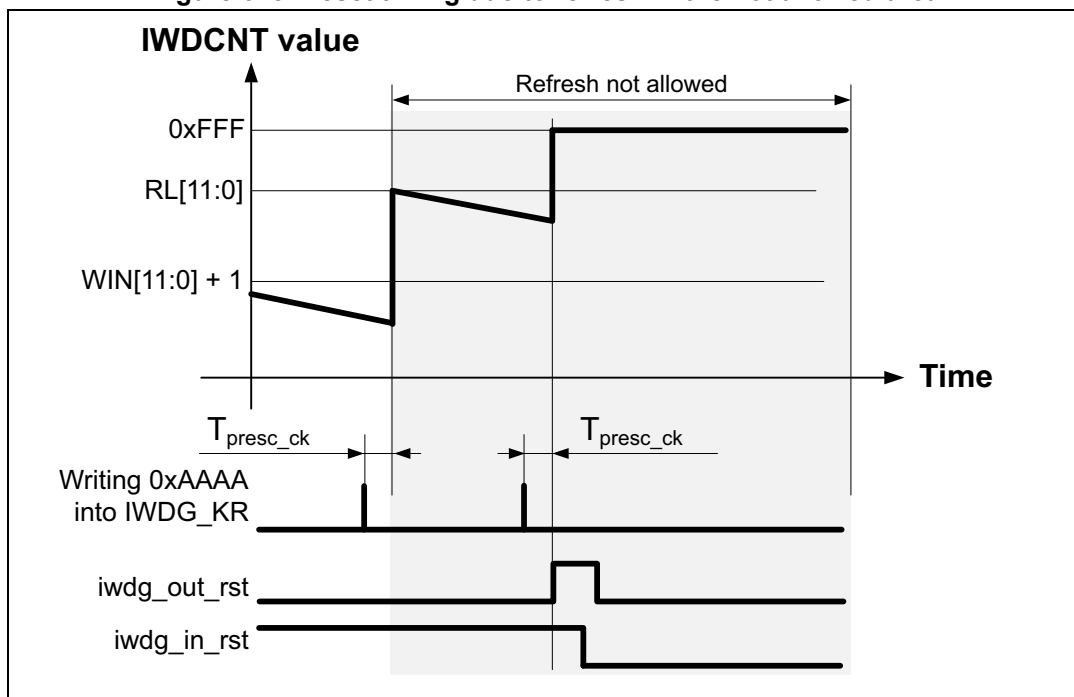 IWDCNT value
Refresh not allowed
0xFFF
RL[11:0]
WIN[11:0] + 1
Time
Tpresc_ck
Tpresc_ck
Writing 0xAAAA
into IWDG_KR
iwdg_out_rst
iwdg_in_rst